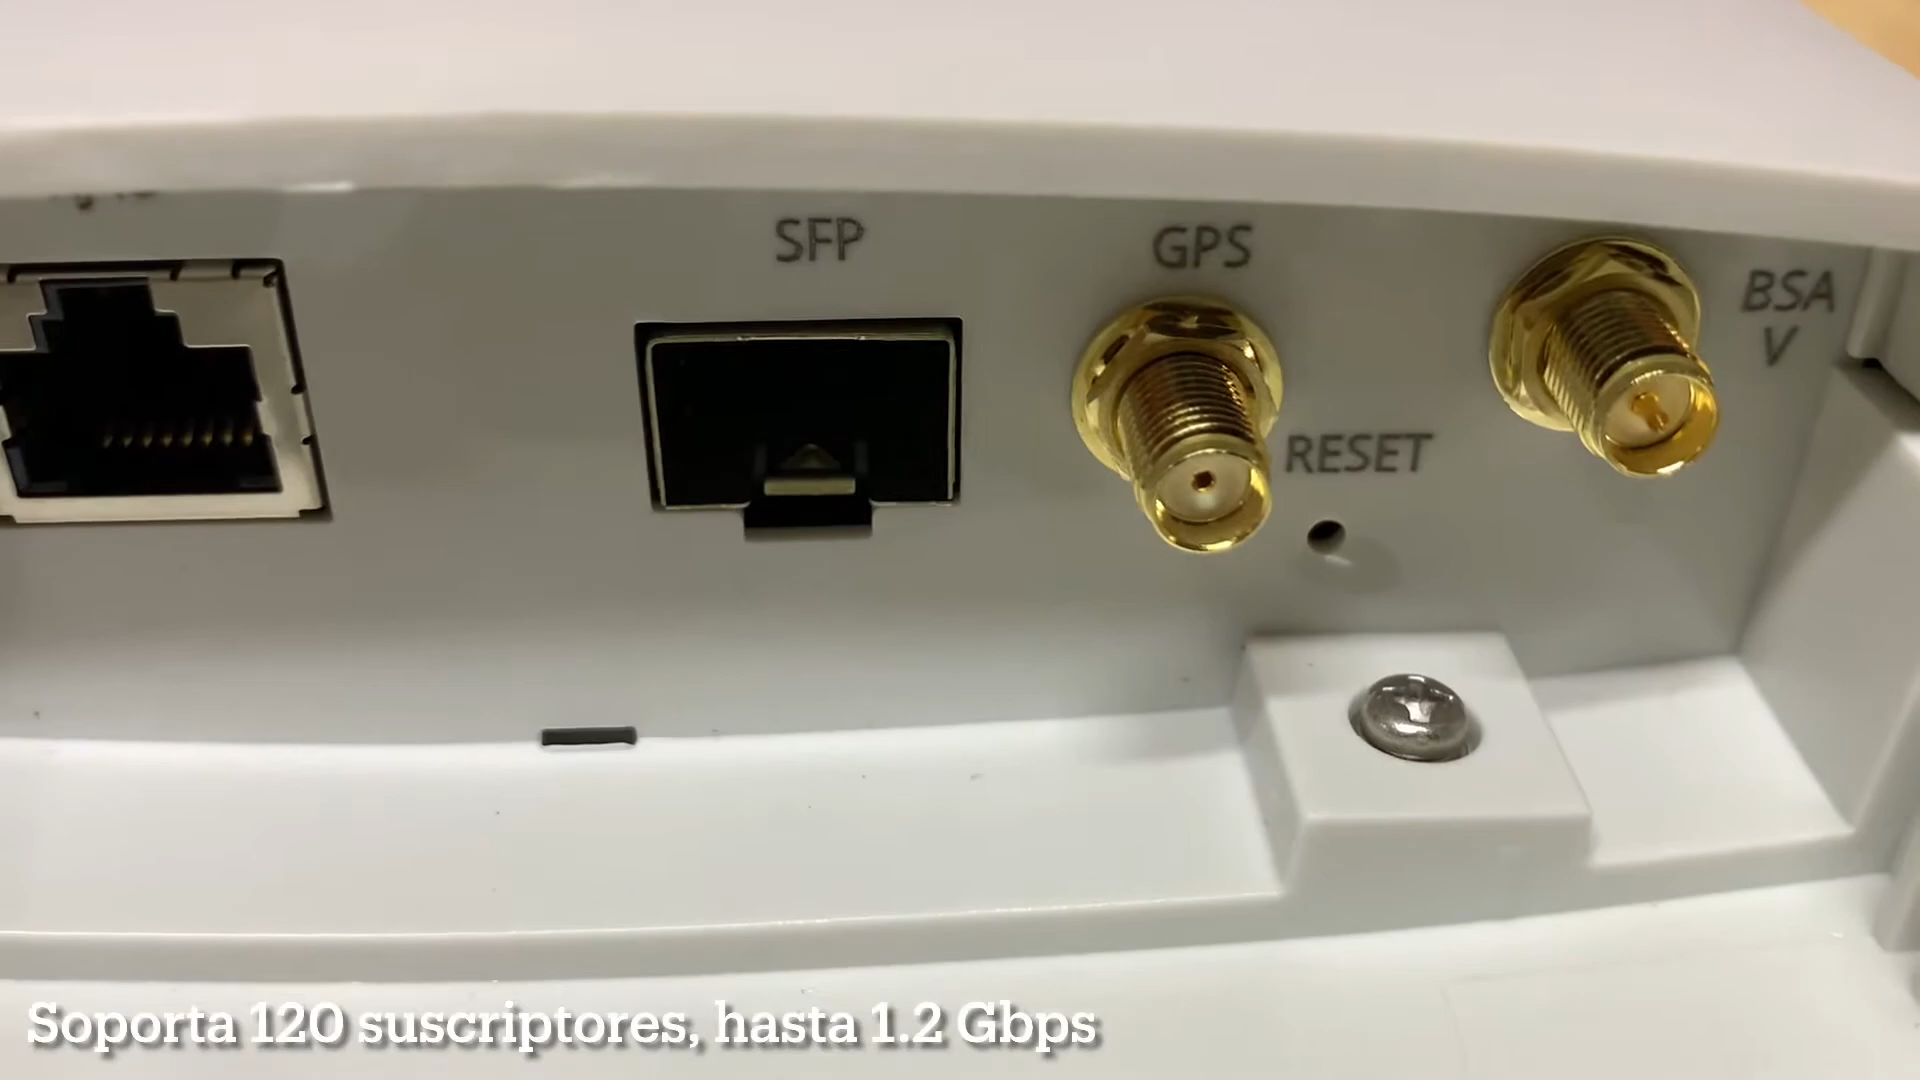 SFP
GPS
BSA
V
RESET
Soporta 120 suscriptores, hasta 1.2 Gbps